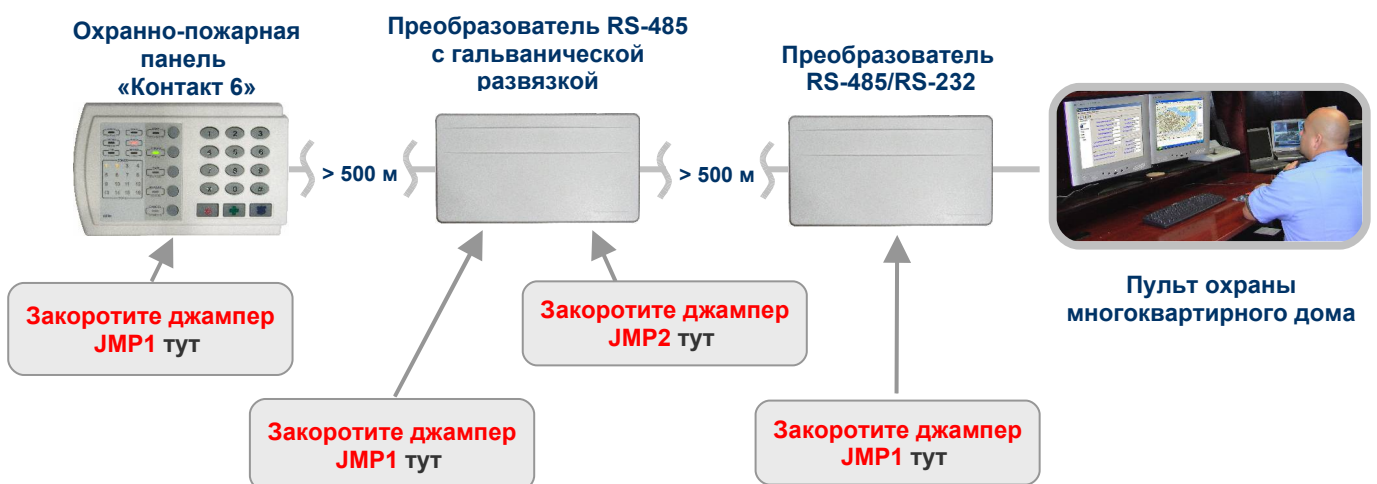 Охранно-пожарная
панель
«Контакт 6»
Преобразователь RS-485
с гальванической
развязкой
Преобразователь
RS-485/RS-232
> 500 м
> 500 м
Пульт охраны
многоквартирного дома
Закоротите джампер
JMP1 тут
Закоротите джампер
JMP2 тут
Закоротите джампер
JMP1 тут
Закоротите джампер
JMP1 тут